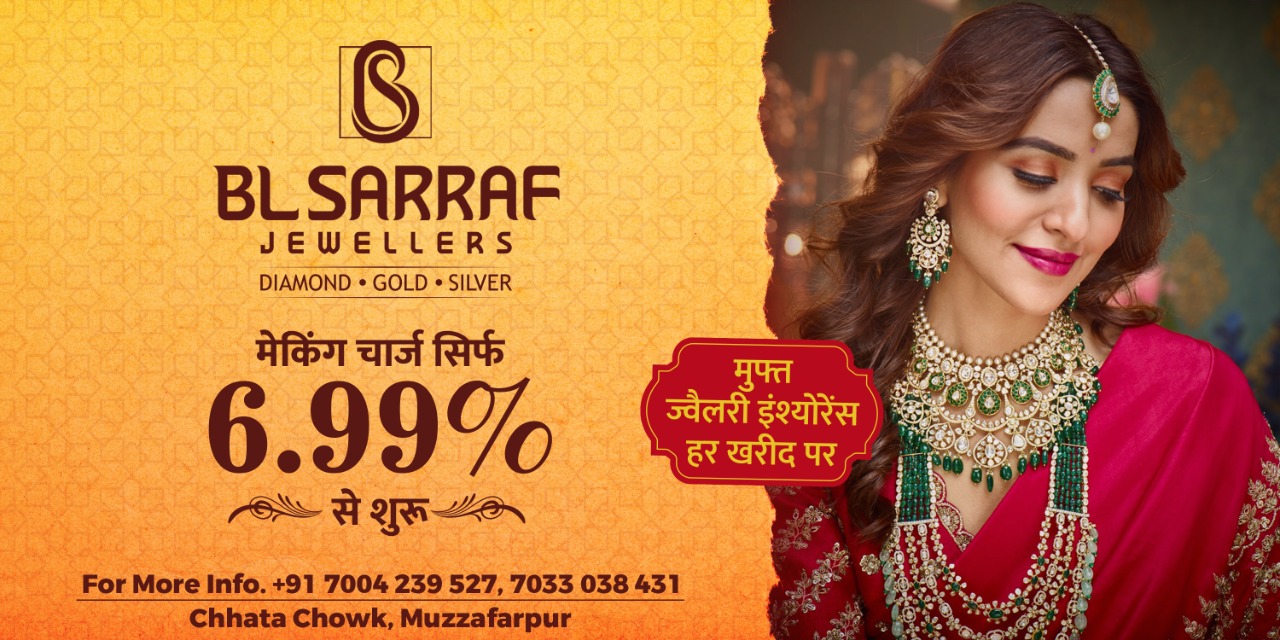 BL SARRAF
JEWELLERS
DIAMOND • GOLD • SILVER
मेकिंग चार्ज सिर्फ
6.99%
से शुरू
मुफ्त
ज्वैलरी इंश्योरेंस
हर खरीद पर
For More Info. +91 7004 239 527, 7033 038 431
Chhata Chowk, Muzzafarpur